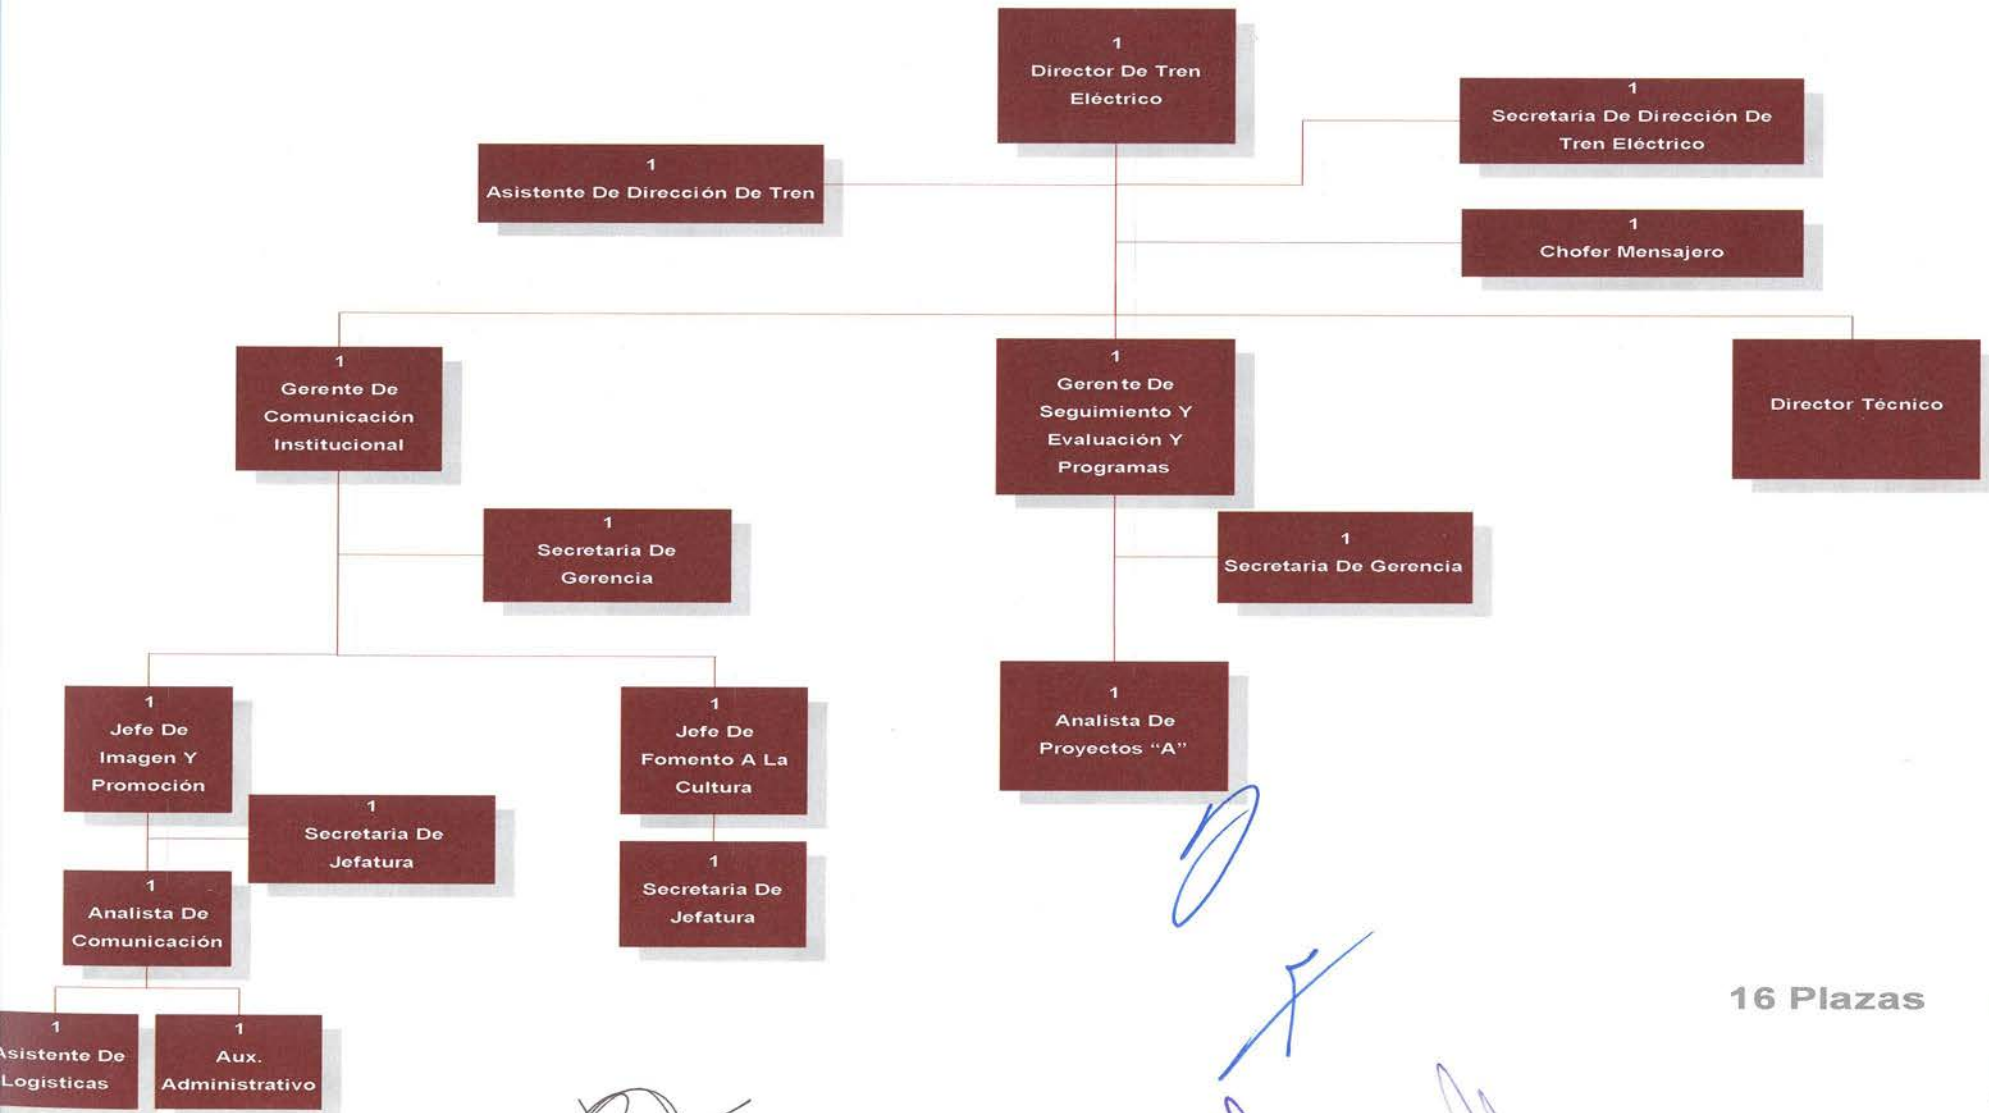 1
Director De Tren
Eléctrico
1
Secretaria De Dirección De
Tren Eléctrico
1
Asistente De Dirección De Tren
1
Chofer Mensajero
1
Gerente De
Comunicación
Institucional
1
Gerente De
Seguimiento Y
Evaluación Y
Programas
Director Técnico
1
Secretaria De
Gerencia
1
Secretaria De Gerencia
1
Jefe De
Imagen Y
Promoción
1
Jefe De
Fomento A La
Cultura
1
Analista De
Proyectos “A”
1
Secretaria De
Jefatura
1
Secretaria De
Jefatura
1
Analista De
Comunicación
1
Asistente De
Logísticas
1
Aux.
Administrativo
16 Plazas